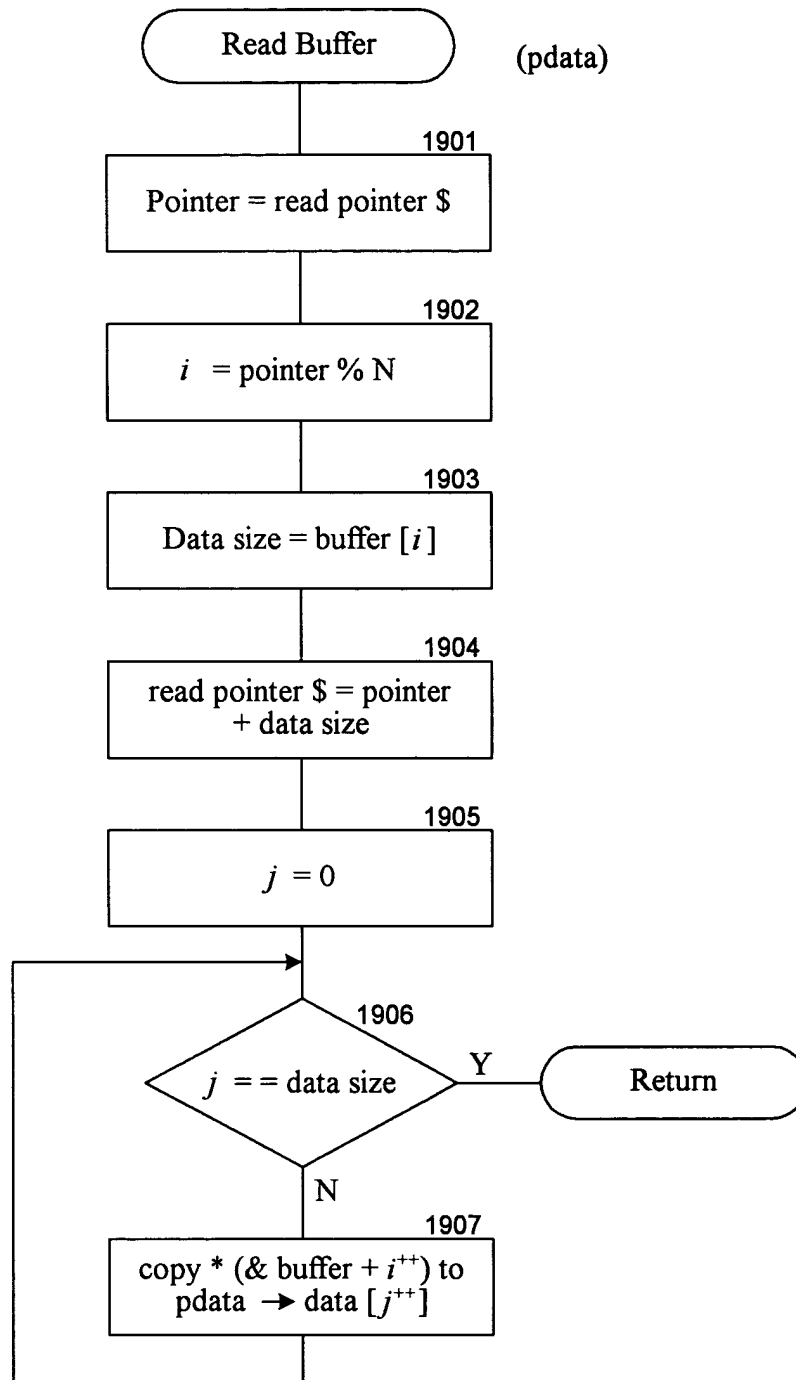 Read Buffer
(pdata)
1901
Pointer = read pointer $
1902
i = pointer % N
1903
Data size = buffer [i]
1904
read pointer $ = pointer
+ data size
1905
j = 0
1906
j = = data size
Y
Return
N
1907
copy * (& buffer + i++) to
pdata → data [j++]